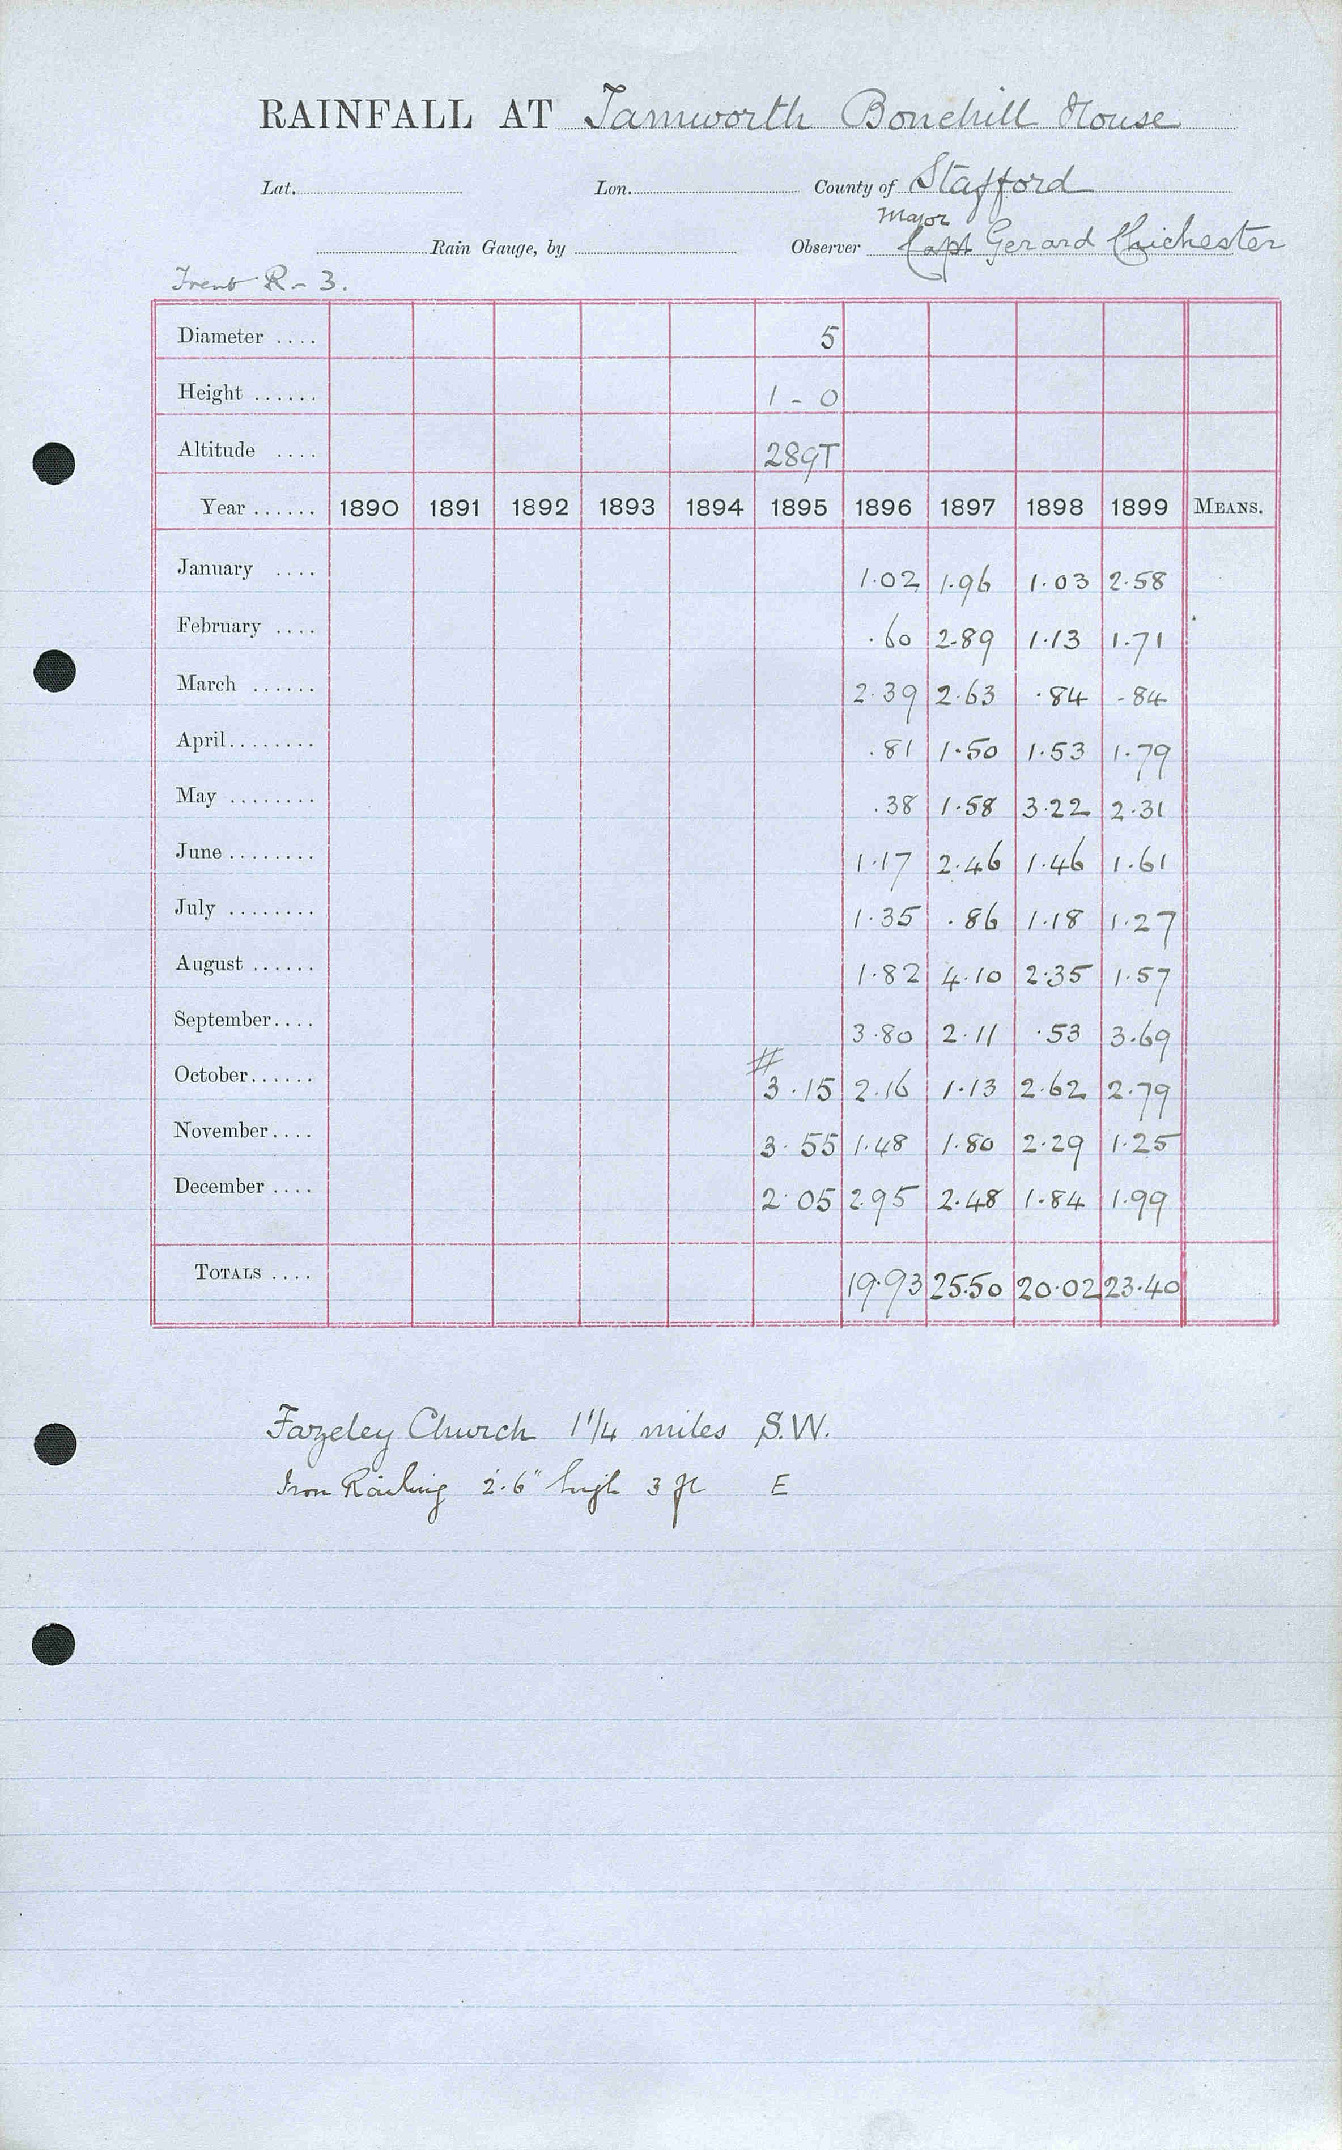 RAINFALL AT Tamworth Bonehill House
Lat. Lon. County of Stafford
Major
Rain Gauge, by Observer Capt Gerard Chichester
Trent R - 3.
Diameter .... 5
Height ...... 1 - 0
Altitude .... 289T
Year ...... 1890 1891 1892 1893 1894 1895 1896 1897 1898 1899 MEANS.
January .... 1.02 1.96 1.03 2.58
February .... .60 2.89 1.13 1.71
March ...... 2.39 2.63 .84 .84
April........ .81 1.50 1.53 1.79
May ........ .38 1.58 3.22 2.31
June ........ 1.17 2.46 1.46 1.61
July ........ 1.35 .86 1.18 1.27
August ...... 1.82 4.10 2.35 1.57
September.... 3.80 2.11 .53 3.69
#
October...... 3.15 2.16 1.13 2.62 2.79
November.... 3.55 1.48 1.80 2.29 1.25
December .... 2.05 2.95 2.48 1.84 1.99
TOTALS .... 19.93 25.50 20.02 23.40
Fazeley Church 1 1/4 miles S.W.
Iron Railing 2'.6" high 3 ft E